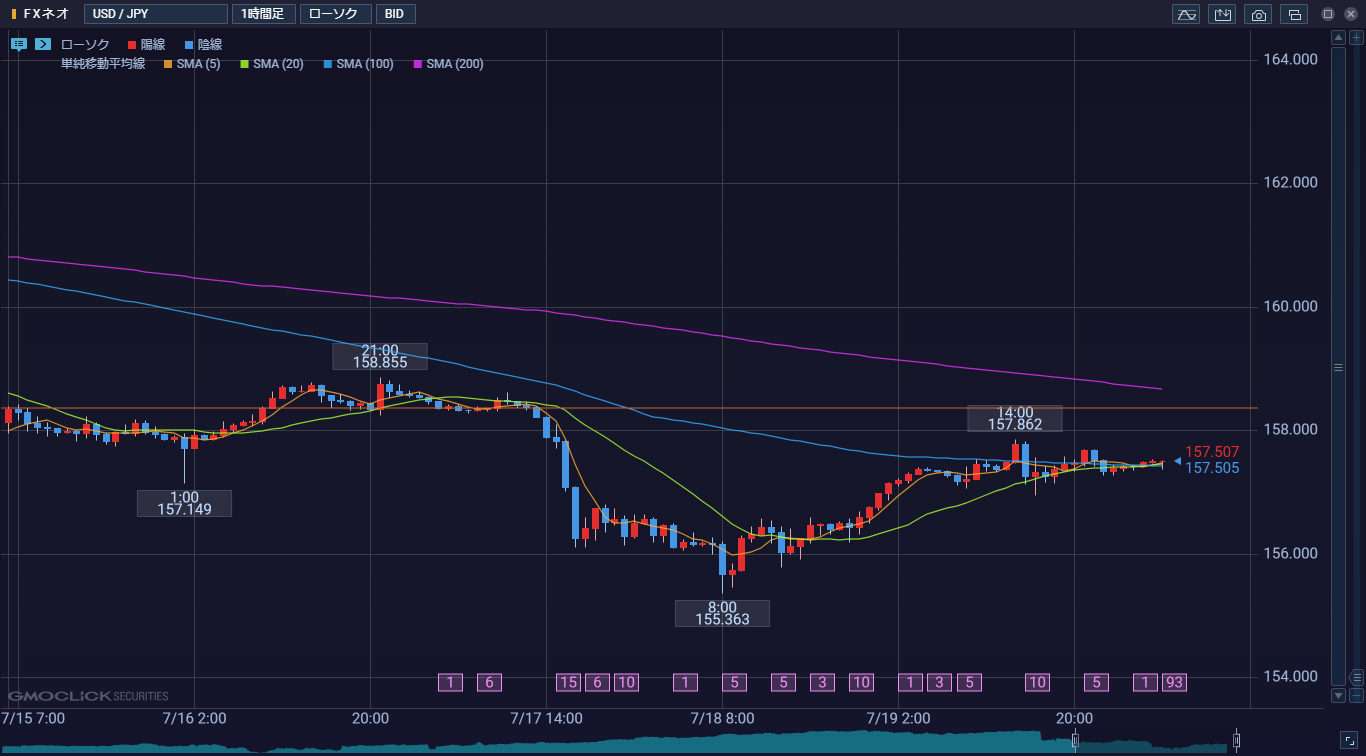 FXネオ USD / JPY 1時間足 ローソク BID
ローソク 陽線 陰線
単純移動平均線 SMA (5) SMA (20) SMA (100) SMA (200)
164.000
162.000
160.000
21:00
158.855
14:00
157.862
158.000
157.507
157.505
1:00
157.149
156.000
8:00
155.363
154.000
1 6 15 6 10 1 5 5 3 10 1 3 5 10 5 1 93
GMOCLICK SECURITIES
7/15 7:00 7/16 2:00 20:00 7/17 14:00 7/18 8:00 7/19 2:00 20:00